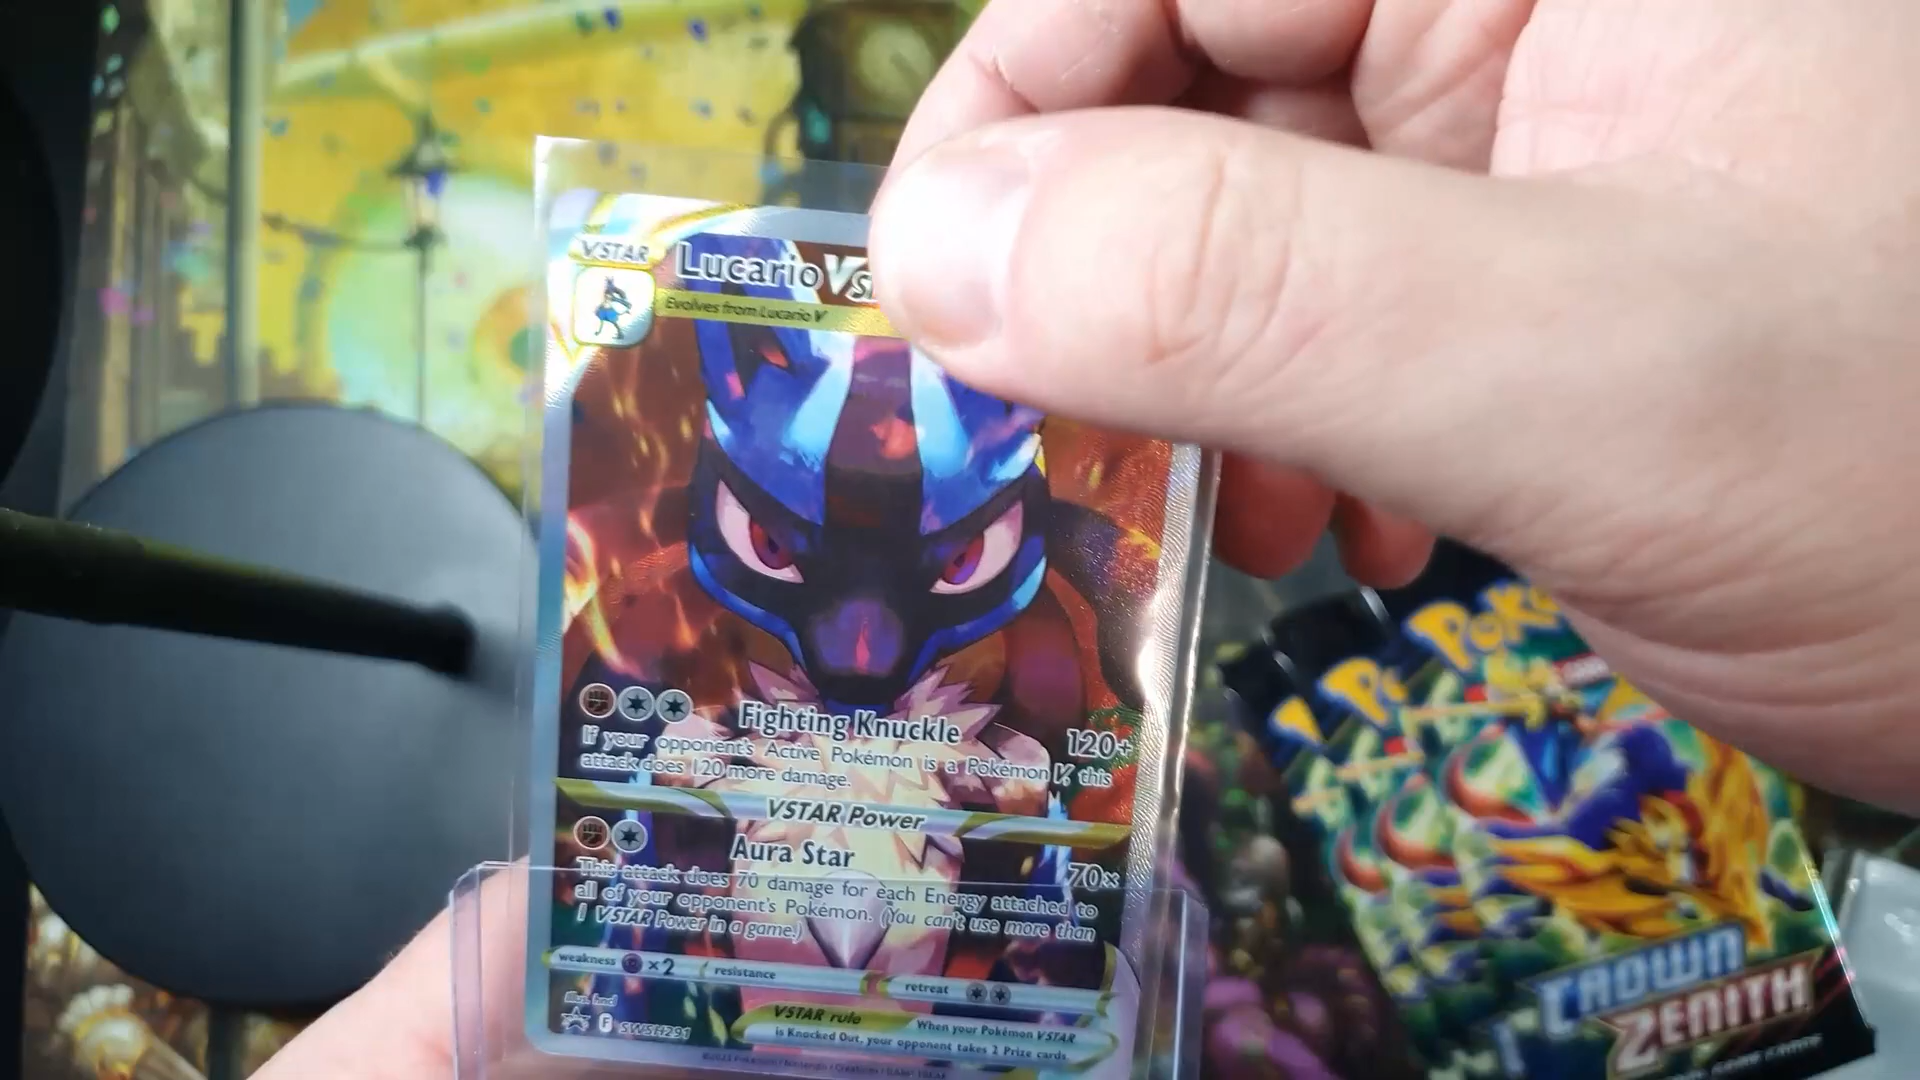 VSTAR
Lucario VS
Evolves from Lucario V
Fighting Knuckle
120+
If your opponent's Active Pokémon is a Pokémon V, this
attack does 120 more damage.
VSTAR Power
Aura Star
70×
This attack does 70 damage for each Energy attached to
all of your opponent's Pokémon. (You can't use more than
1 VSTAR Power in a game.)
weakness ×2 resistance
retreat
VSTAR rule
When your Pokémon VSTAR
is Knocked Out, your opponent takes 2 Prize cards.
F SWSH291
POKé
CROWN
ZENITH